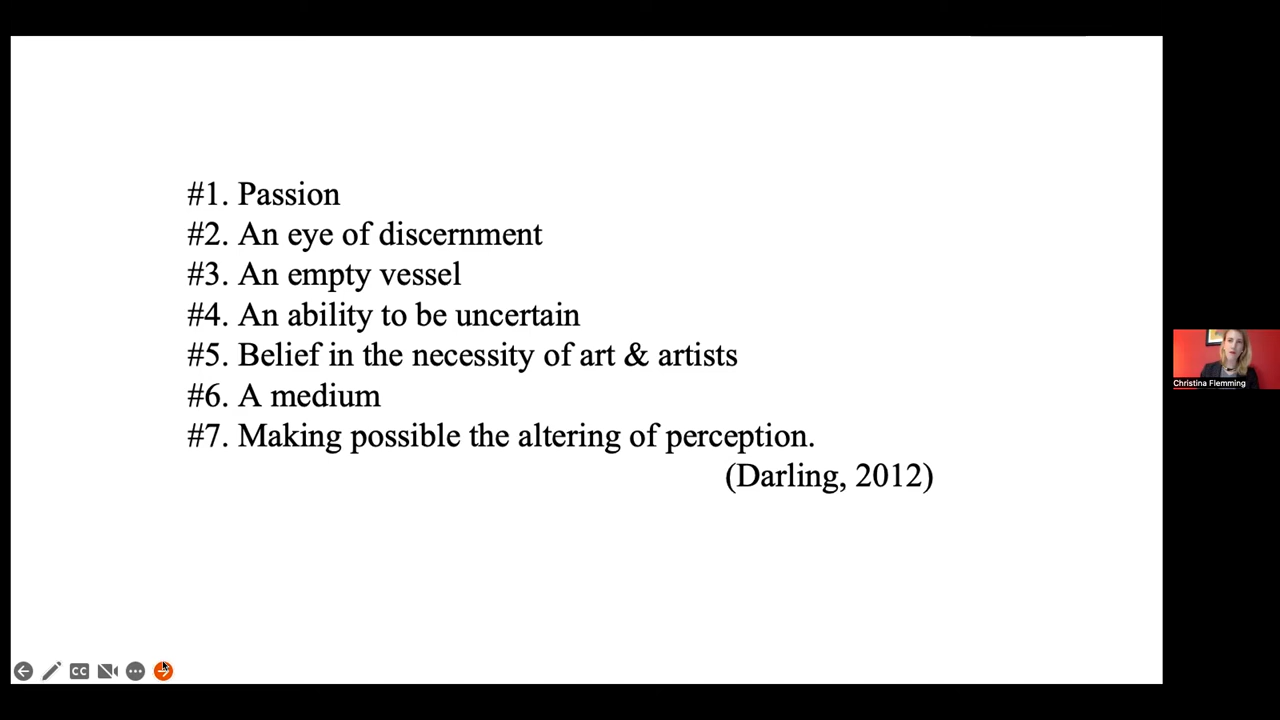 #1. Passion
#2. An eye of discernment
#3. An empty vessel
#4. An ability to be uncertain
#5. Belief in the necessity of art & artists
#6. A medium
#7. Making possible the altering of perception.
(Darling, 2012)
Christina Flemming
CC